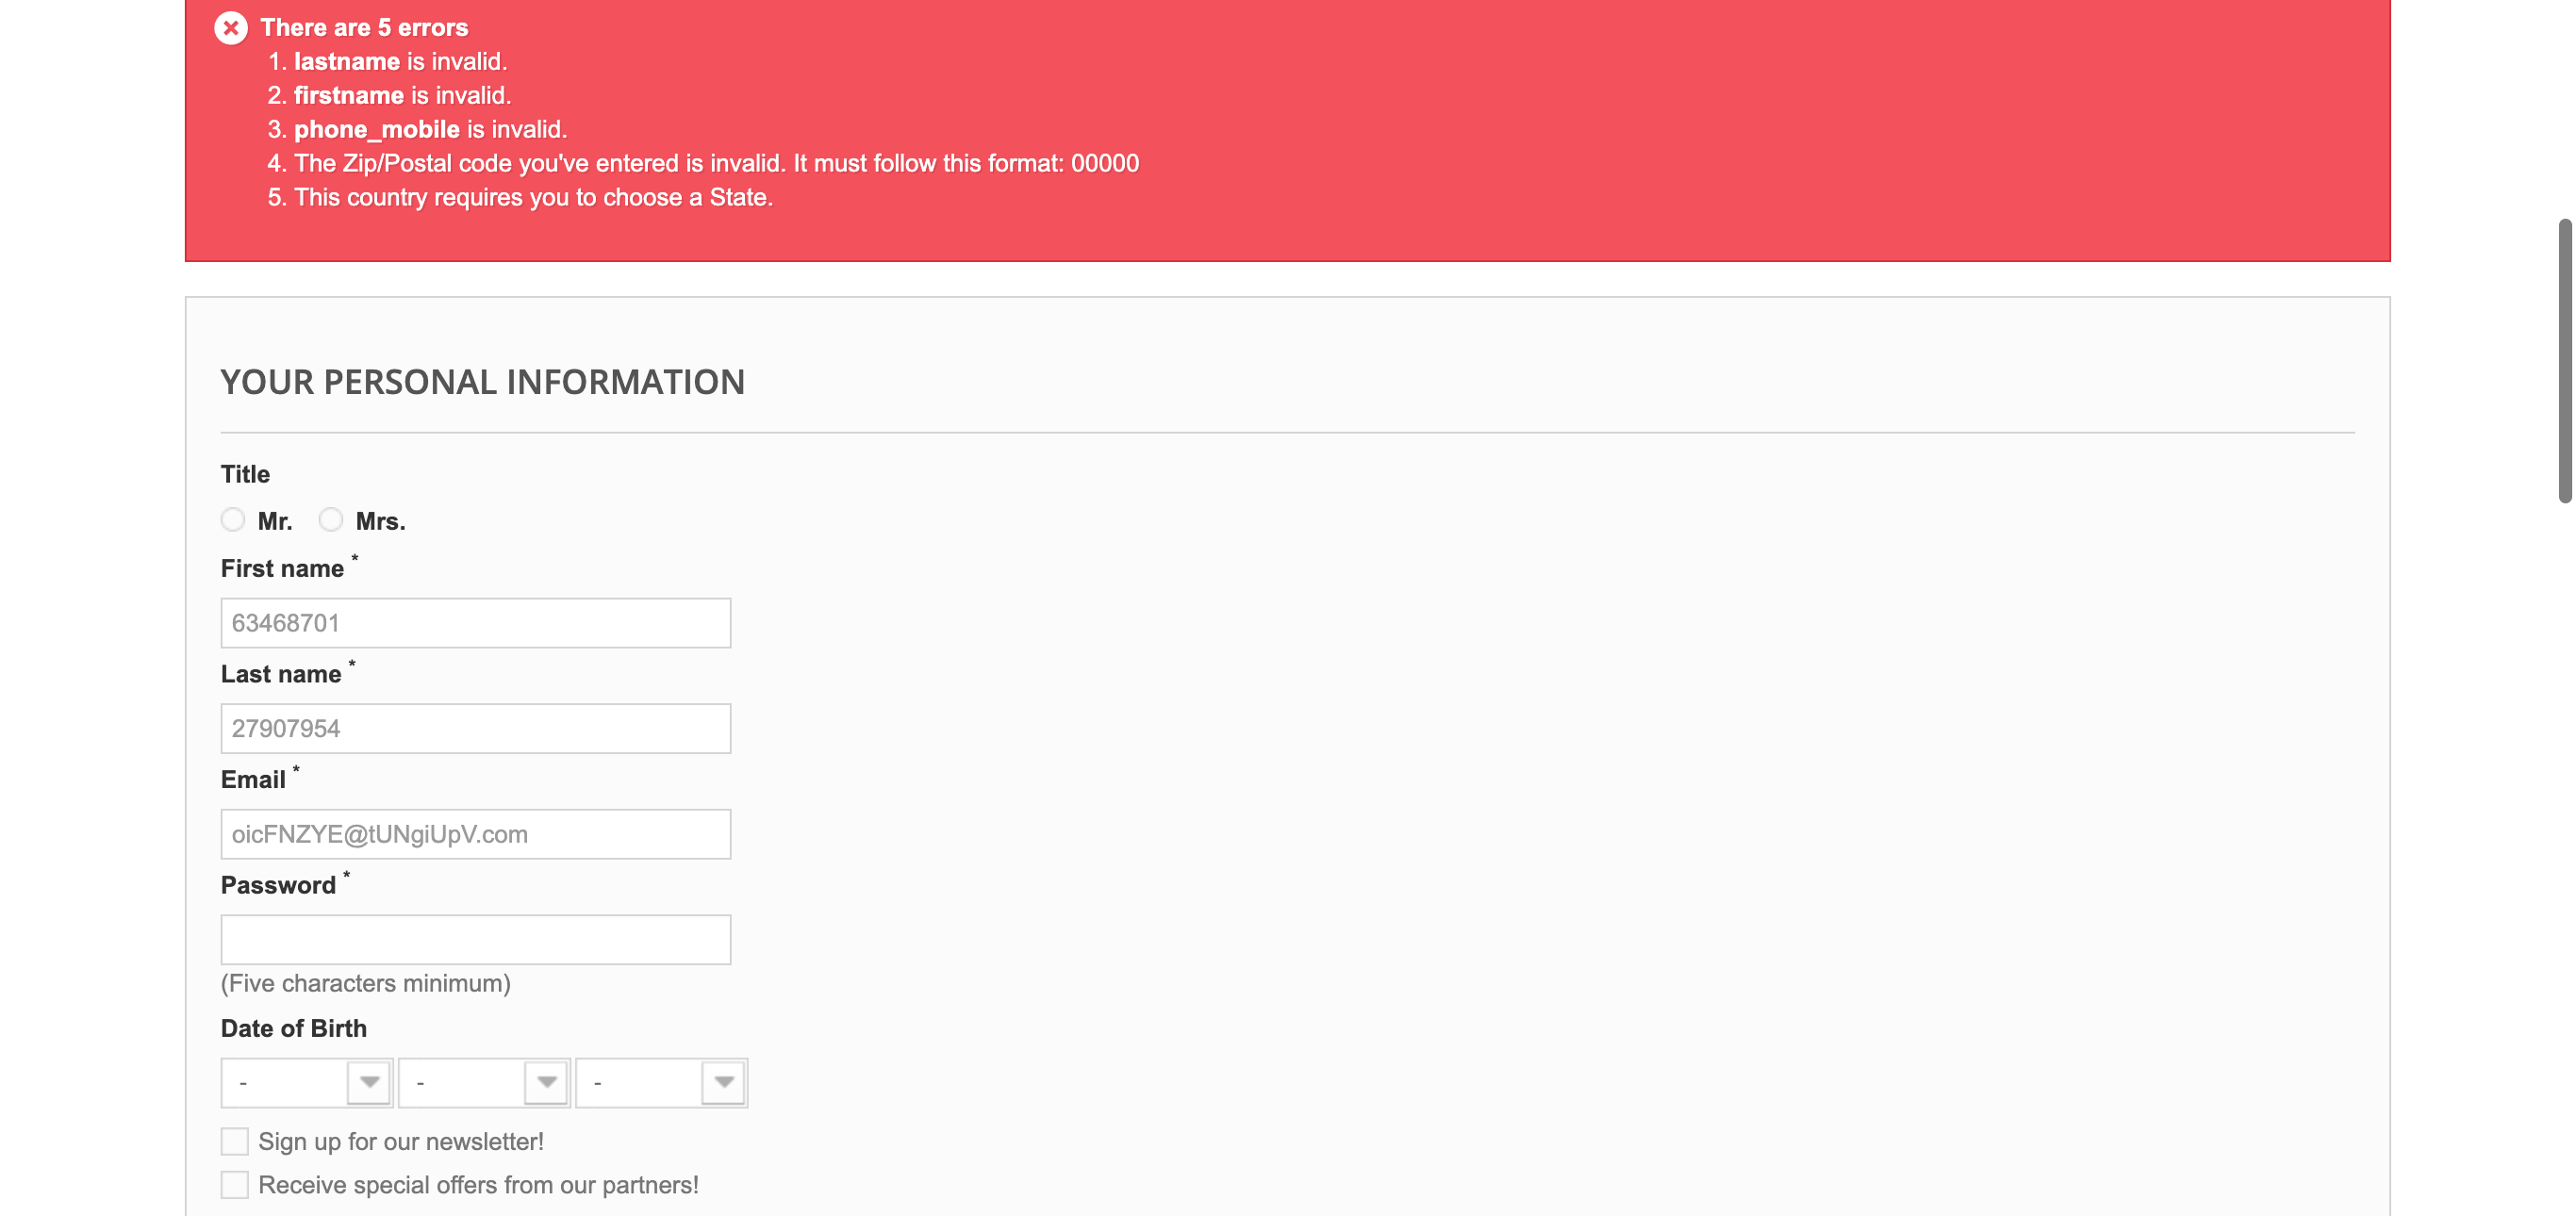 There are 5 errors
1. lastname is invalid.
2. firstname is invalid.
3. phone_mobile is invalid.
4. The Zip/Postal code you've entered is invalid. It must follow this format: 00000
5. This country requires you to choose a State.
YOUR PERSONAL INFORMATION
Title
Mr. Mrs.
First name *
63468701
Last name *
27907954
Email *
oicFNZYE@tUNgiUpV.com
Password *
(Five characters minimum)
Date of Birth
- - -
Sign up for our newsletter!
Receive special offers from our partners!